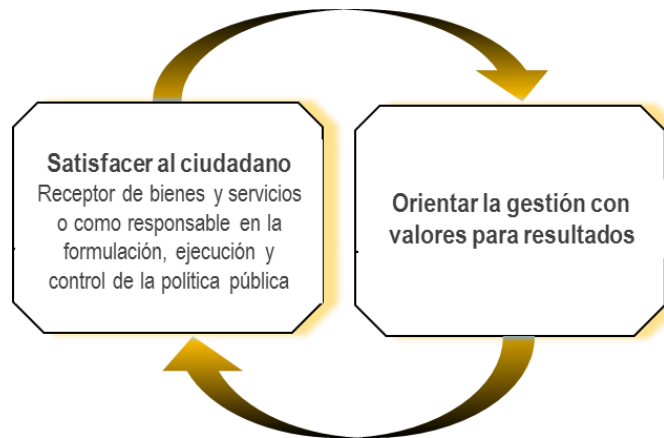 Satisfacer al ciudadano
Receptor de bienes y servicios
o como responsable en la
formulación, ejecución y
control de la política pública
Orientar la gestión con
valores para resultados